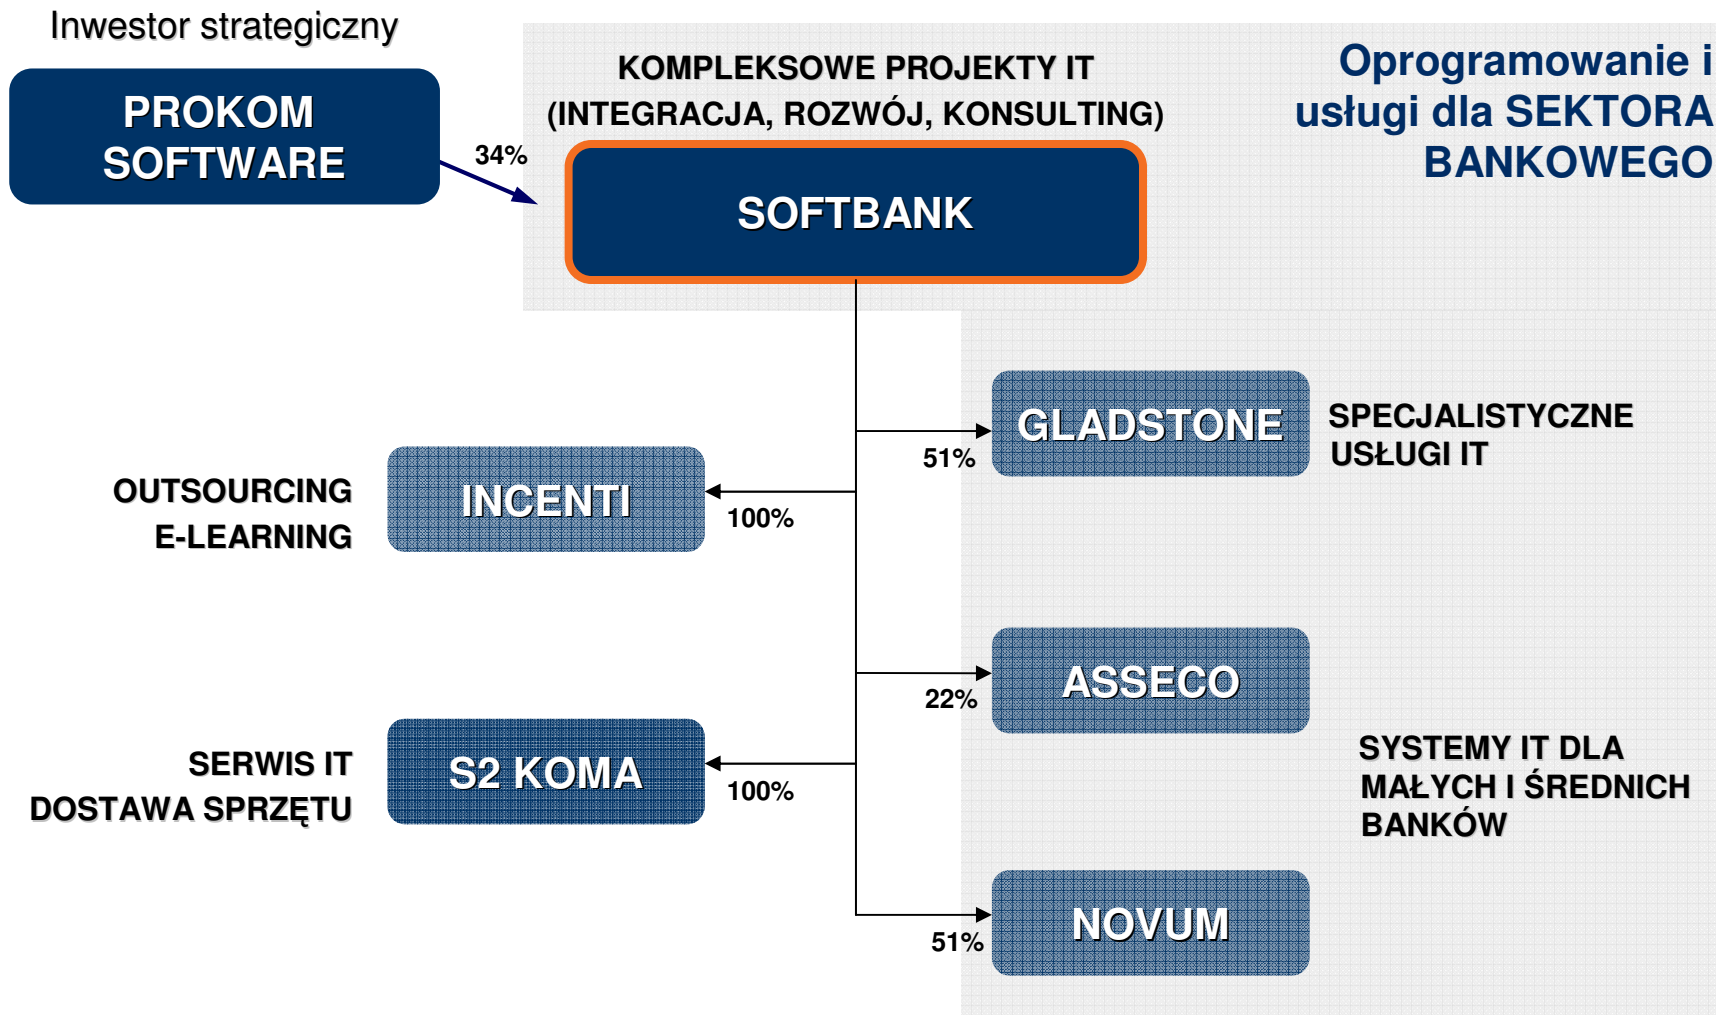 Inwestor strategiczny
PROKOM
SOFTWARE
34%
KOMPLEKSOWE PROJEKTY IT
(INTEGRACJA, ROZWÓJ, KONSULTING)
SOFTBANK
Oprogramowanie i
usługi dla SEKTORA
BANKOWEGO
GLADSTONE
51%
SPECJALISTYCZNE
USŁUGI IT
OUTSOURCING
E-LEARNING
INCENTI
100%
ASSECO
22%
SERWIS IT
DOSTAWA SPRZĘTU
S2 KOMA
100%
SYSTEMY IT DLA
MAŁYCH I ŚREDNICH
BANKÓW
NOVUM
51%